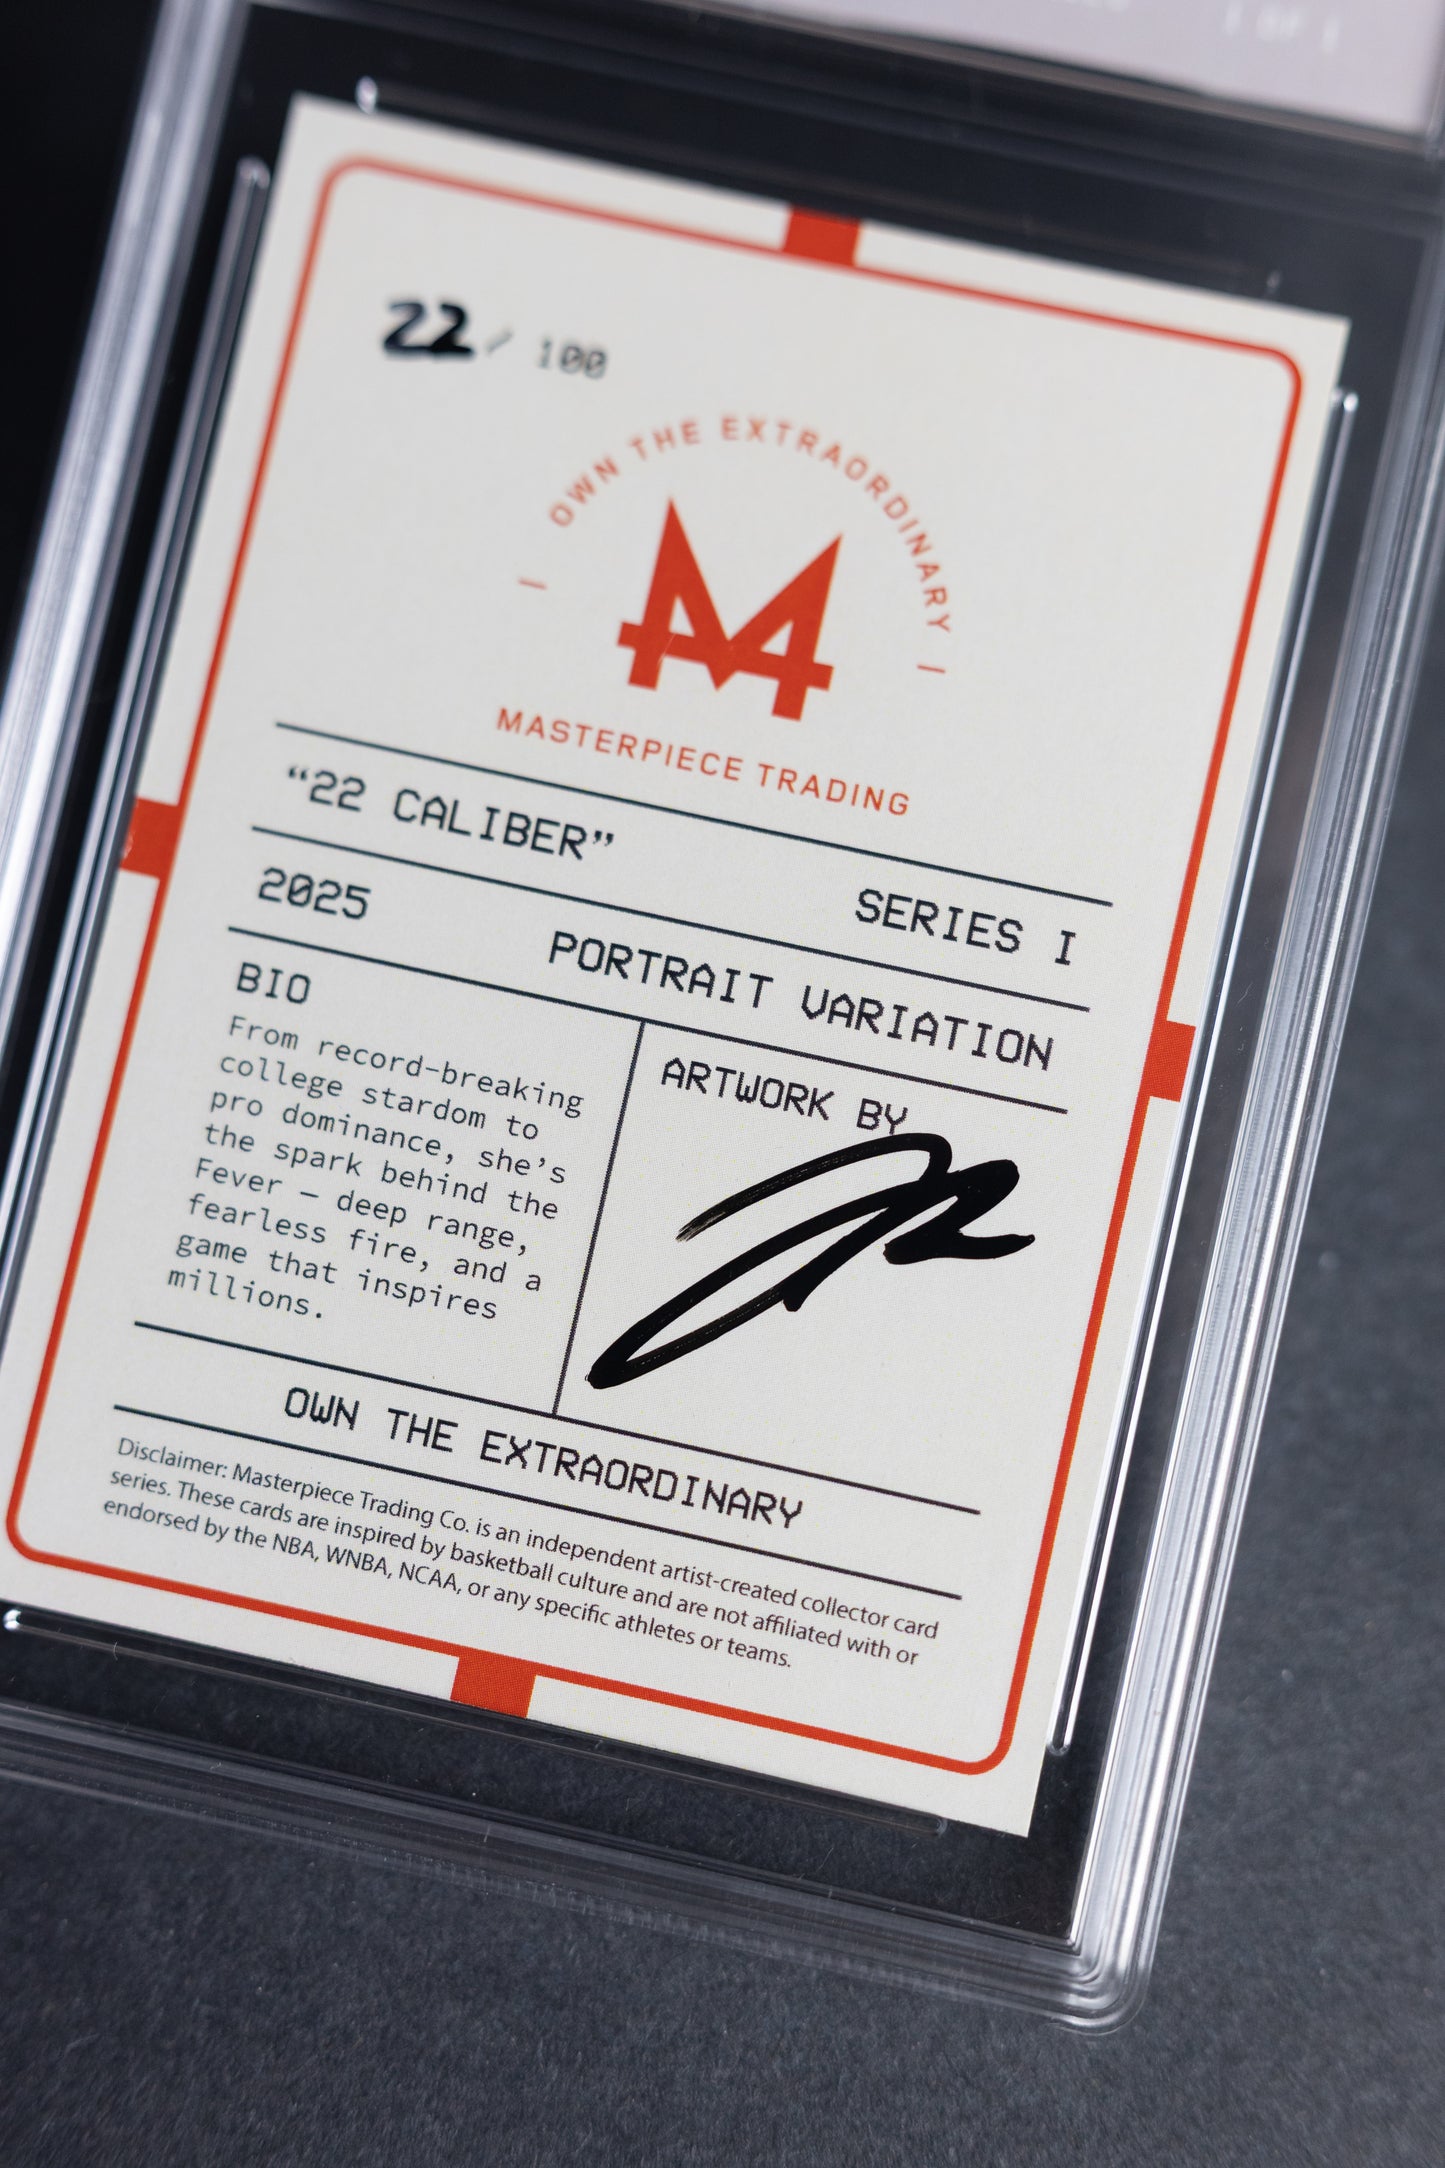 1 OF 1
22 / 100
— OWN THE EXTRAORDINARY —
MASTERPIECE TRADING
“22 CALIBER”
SERIES I
2025
PORTRAIT VARIATION
BIO
From record-breaking
college stardom to
pro dominance, she’s
the spark behind the
Fever – deep range,
fearless fire, and a
game that inspires
millions.
ARTWORK BY
OWN THE EXTRAORDINARY
Disclaimer: Masterpiece Trading Co. is an independent artist-created collector card
series. These cards are inspired by basketball culture and are not affiliated with or
endorsed by the NBA, WNBA, NCAA, or any specific athletes or teams.